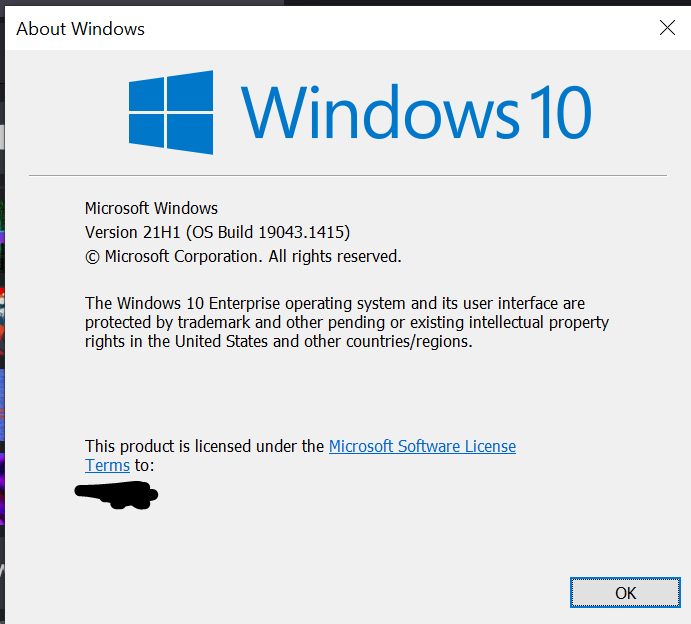 About Windows
Windows 10
Microsoft Windows
Version 21H1 (OS Build 19043.1415)
© Microsoft Corporation. All rights reserved.
The Windows 10 Enterprise operating system and its user interface are
protected by trademark and other pending or existing intellectual property
rights in the United States and other countries/regions.
This product is licensed under the Microsoft Software License
Terms to:
OK